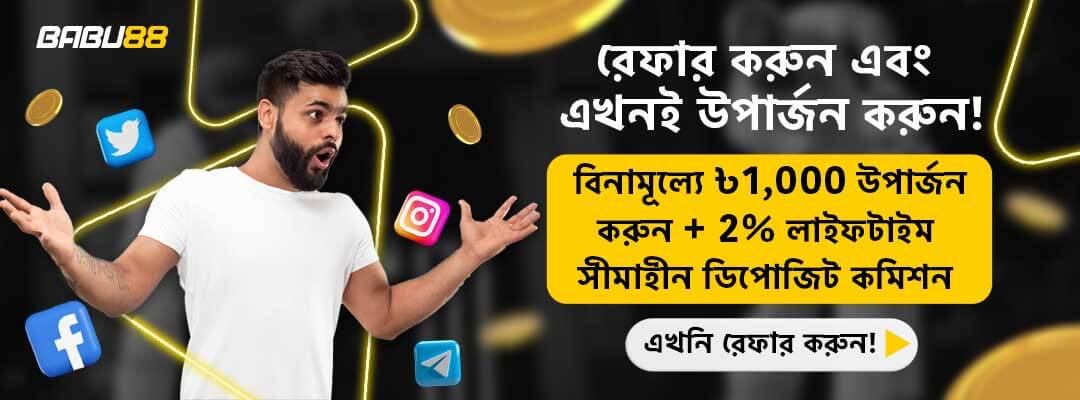 BABU88
রেফার করুন এবং
এখনই উপার্জন করুন!
বিনামূল্যে ৳1,000 উপার্জন
করুন + 2% লাইফটাইম
সীমাহীন ডিপোজিট কমিশন
এখনি রেফার করুন!